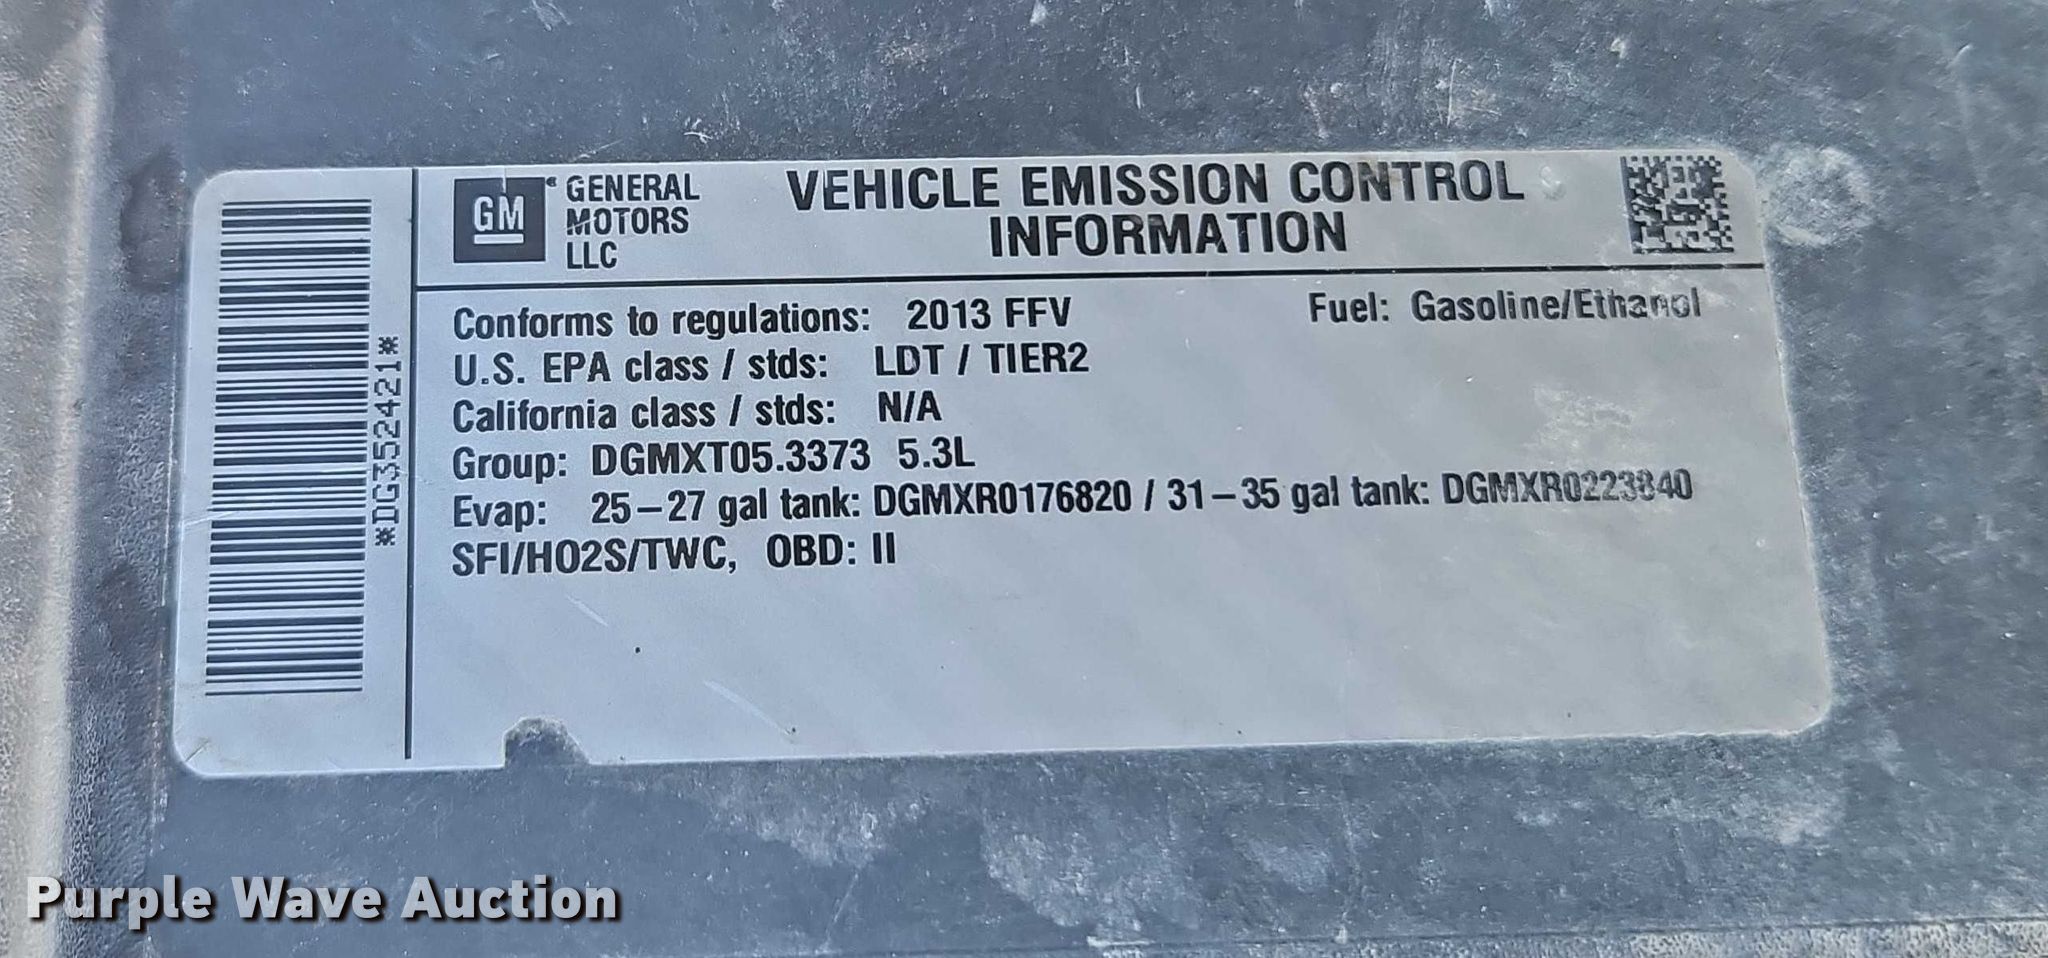 GM
GENERAL
MOTORS
LLC
VEHICLE EMISSION CONTROL
INFORMATION
Conforms to regulations: 2013 FFV
Fuel: Gasoline/Ethanol
U.S. EPA class / stds: LDT / TIER2
California class / stds: N/A
Group: DGMXT05.3373 5.3L
Evap: 25-27 gal tank: DGMXR0176820 / 31-35 gal tank: DGMXR0223840
SFI/HO2S/TWC, OBD: II
*DG352421*
Purple Wave Auction